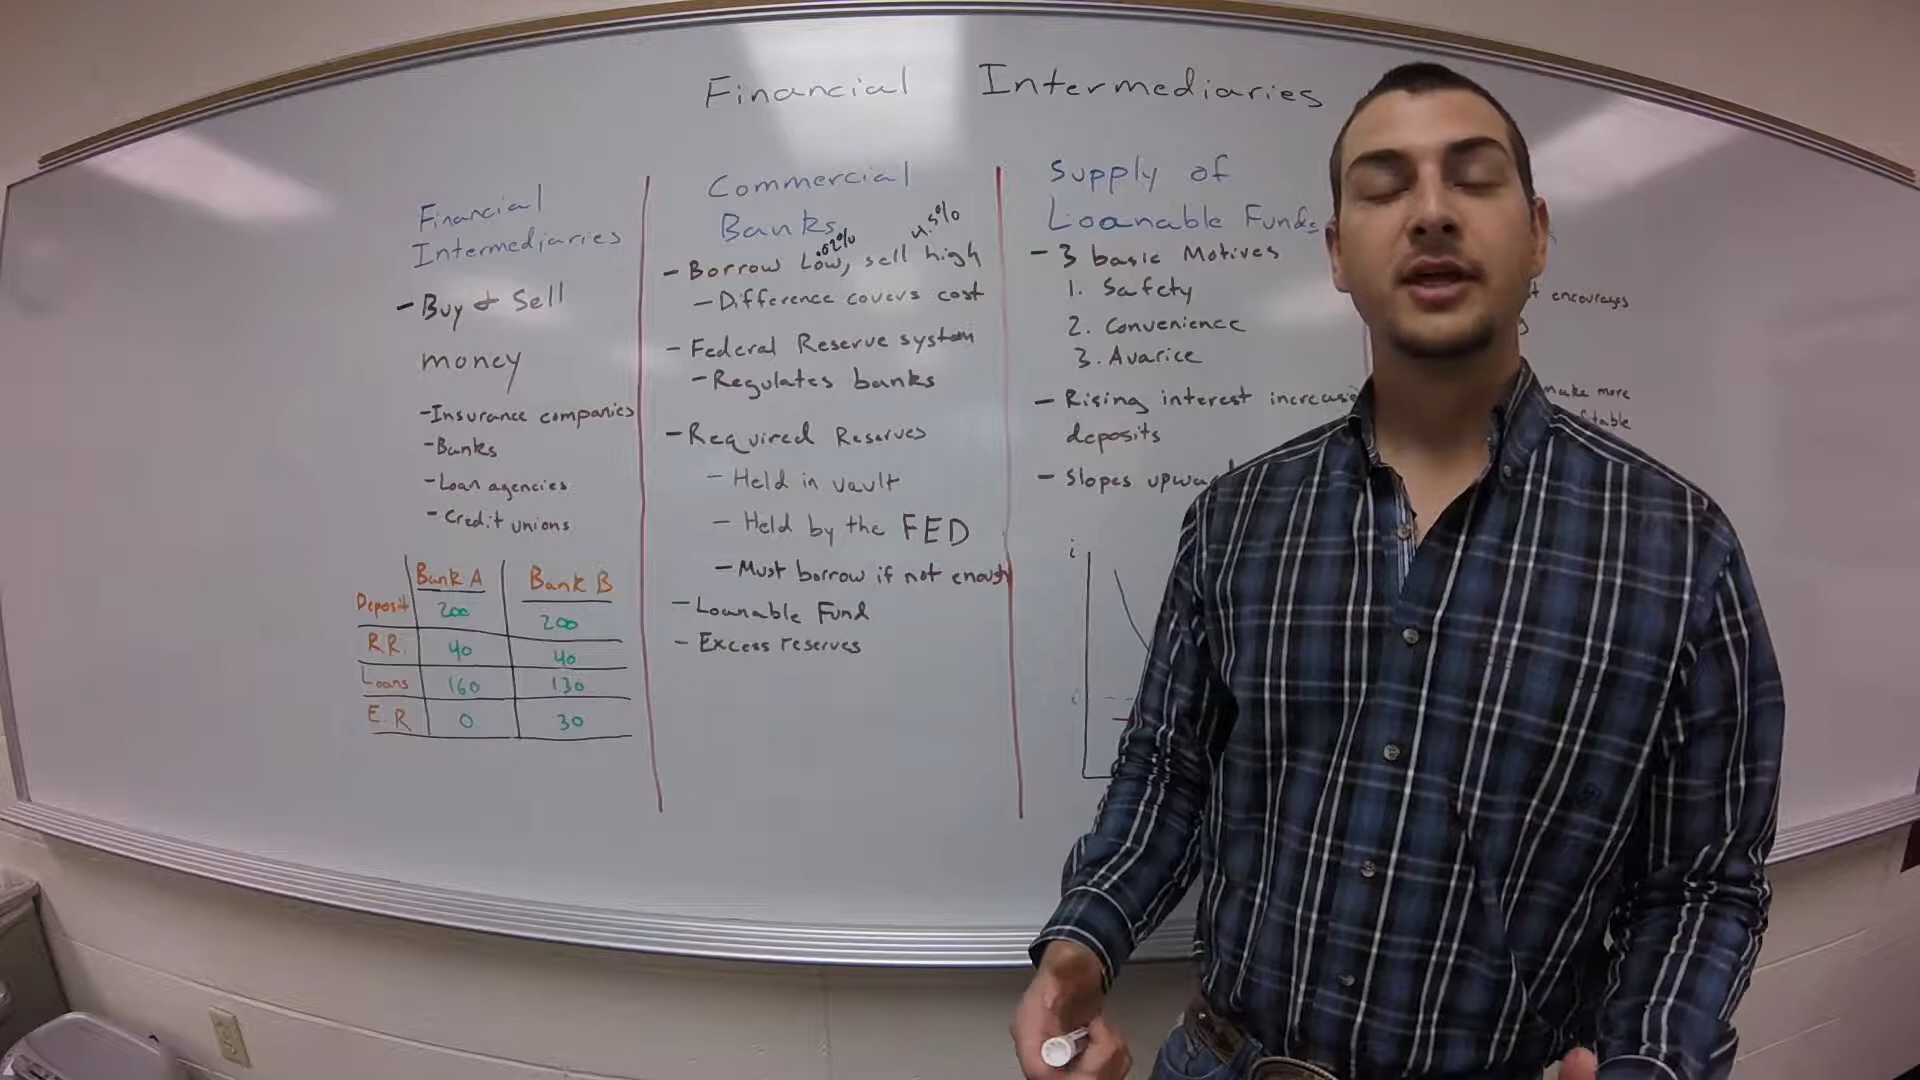 Financial Intermediaries
Financial
Intermediaries
- Buy & Sell
money
- Insurance companies
- Banks
- Loan agencies
- Credit unions
Bank A Bank B
Deposit 200 200
R.R. 40 40
Loans 160 130
E.R 0 30
Commercial
Banks
.02% 4.5%
- Borrow Low, sell high
- Difference covers cost
- Federal Reserve system
- Regulates banks
- Required Reserves
- Held in vault
- Held by the FED
- Must borrow if not enough
- Loanable Fund
- Excess reserves
Supply of
Loanable Funds
- 3 basic Motives
1. Safety
2. Convenience
3. Avarice
- Rising interest increase
deposits
- Slopes
i
i
encourages
make more